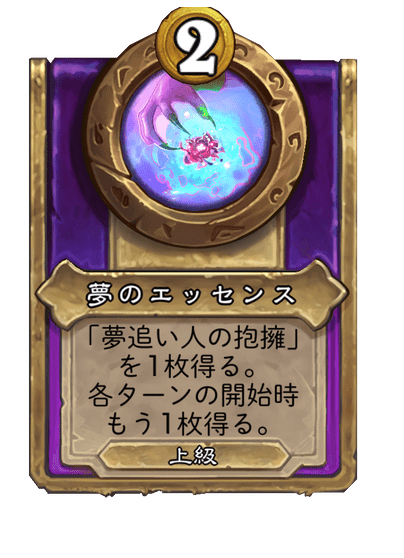 2
夢のエッセンス
「夢追い人の抱擁」
を1枚得る。
各ターンの開始時
もう1枚得る。
上級